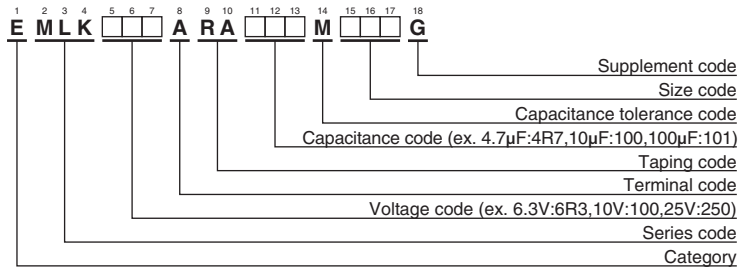 1 2 3 4 5 6 7 8 9 10 11 12 13 14 15 16 17 18
E M L K A R A M G
Supplement code
Size code
Capacitance tolerance code
Capacitance code (ex. 4.7μF:4R7,10μF:100,100μF:101)
Taping code
Terminal code
Voltage code (ex. 6.3V:6R3,10V:100,25V:250)
Series code
Category